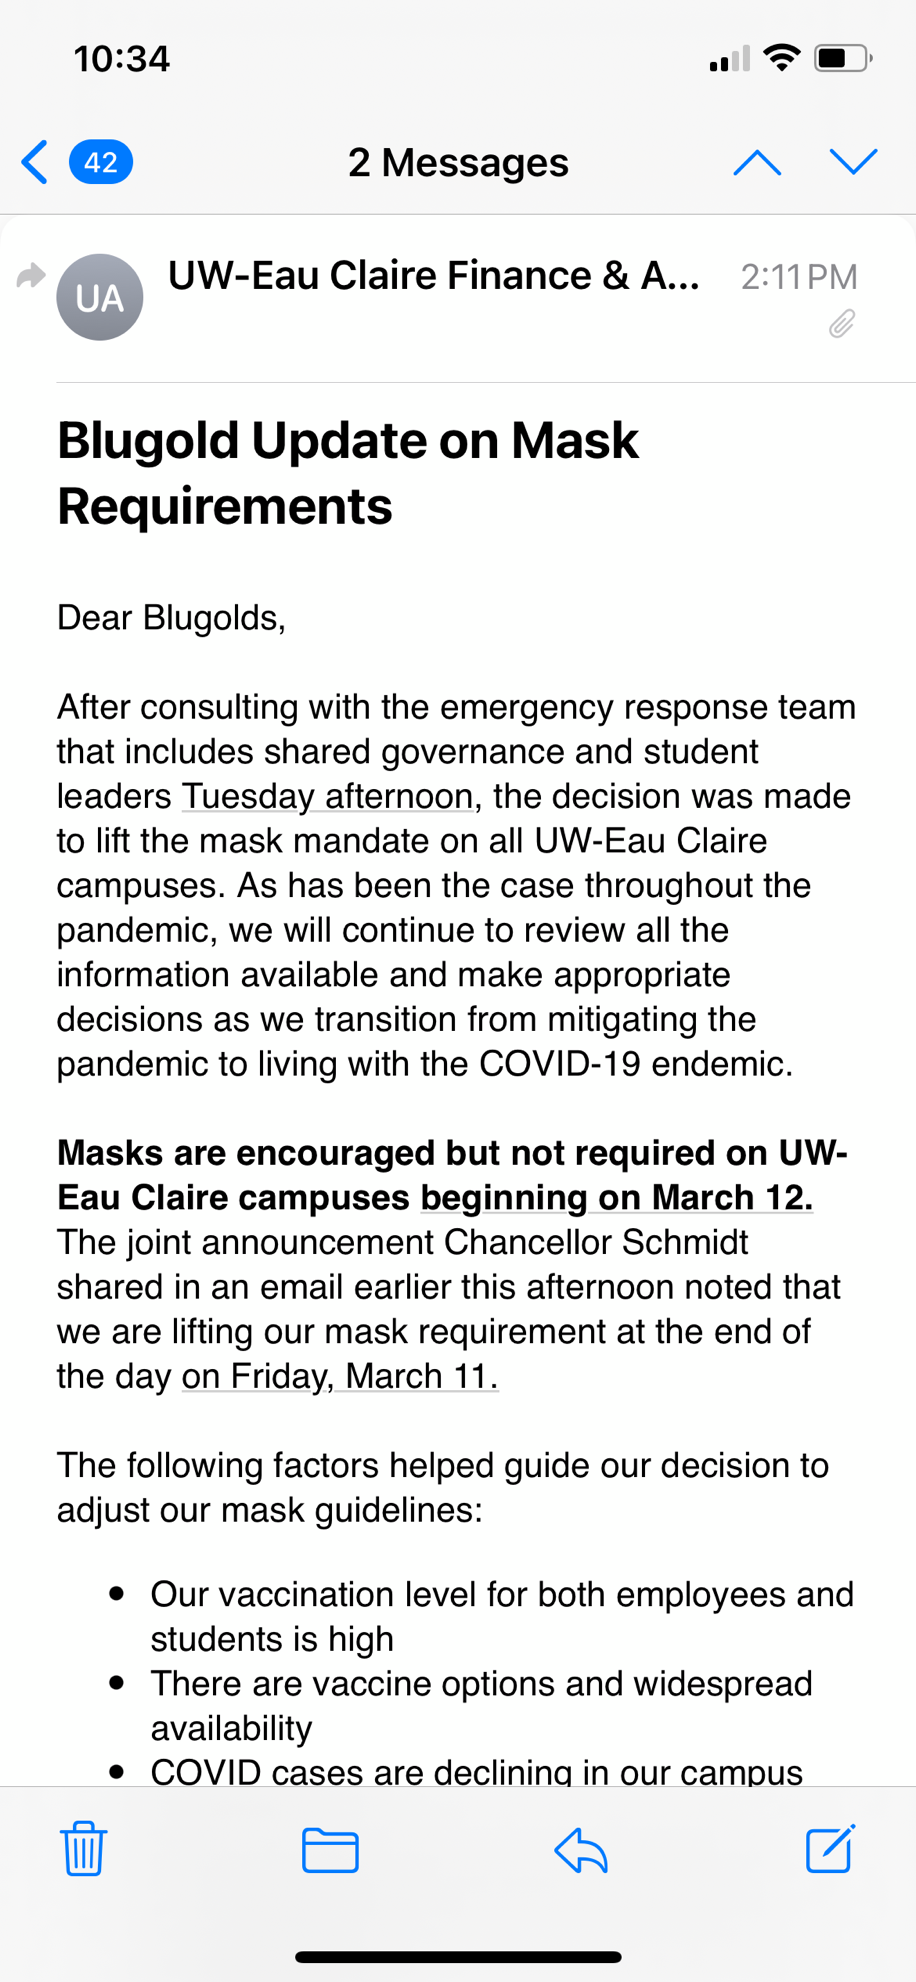 10:34
42
2 Messages
UW-Eau Claire Finance & A...
2:11 PM
UA
Blugold Update on Mask
Requirements
Dear Blugolds,
After consulting with the emergency response team
that includes shared governance and student
leaders Tuesday afternoon, the decision was made
to lift the mask mandate on all UW-Eau Claire
campuses. As has been the case throughout the
pandemic, we will continue to review all the
information available and make appropriate
decisions as we transition from mitigating the
pandemic to living with the COVID-19 endemic.
Masks are encouraged but not required on UW-
Eau Claire campuses beginning on March 12.
The joint announcement Chancellor Schmidt
shared in an email earlier this afternoon noted that
we are lifting our mask requirement at the end of
the day on Friday, March 11.
The following factors helped guide our decision to
adjust our mask guidelines:
• Our vaccination level for both employees and
students is high
• There are vaccine options and widespread
availability
• COVID cases are declining in our campus